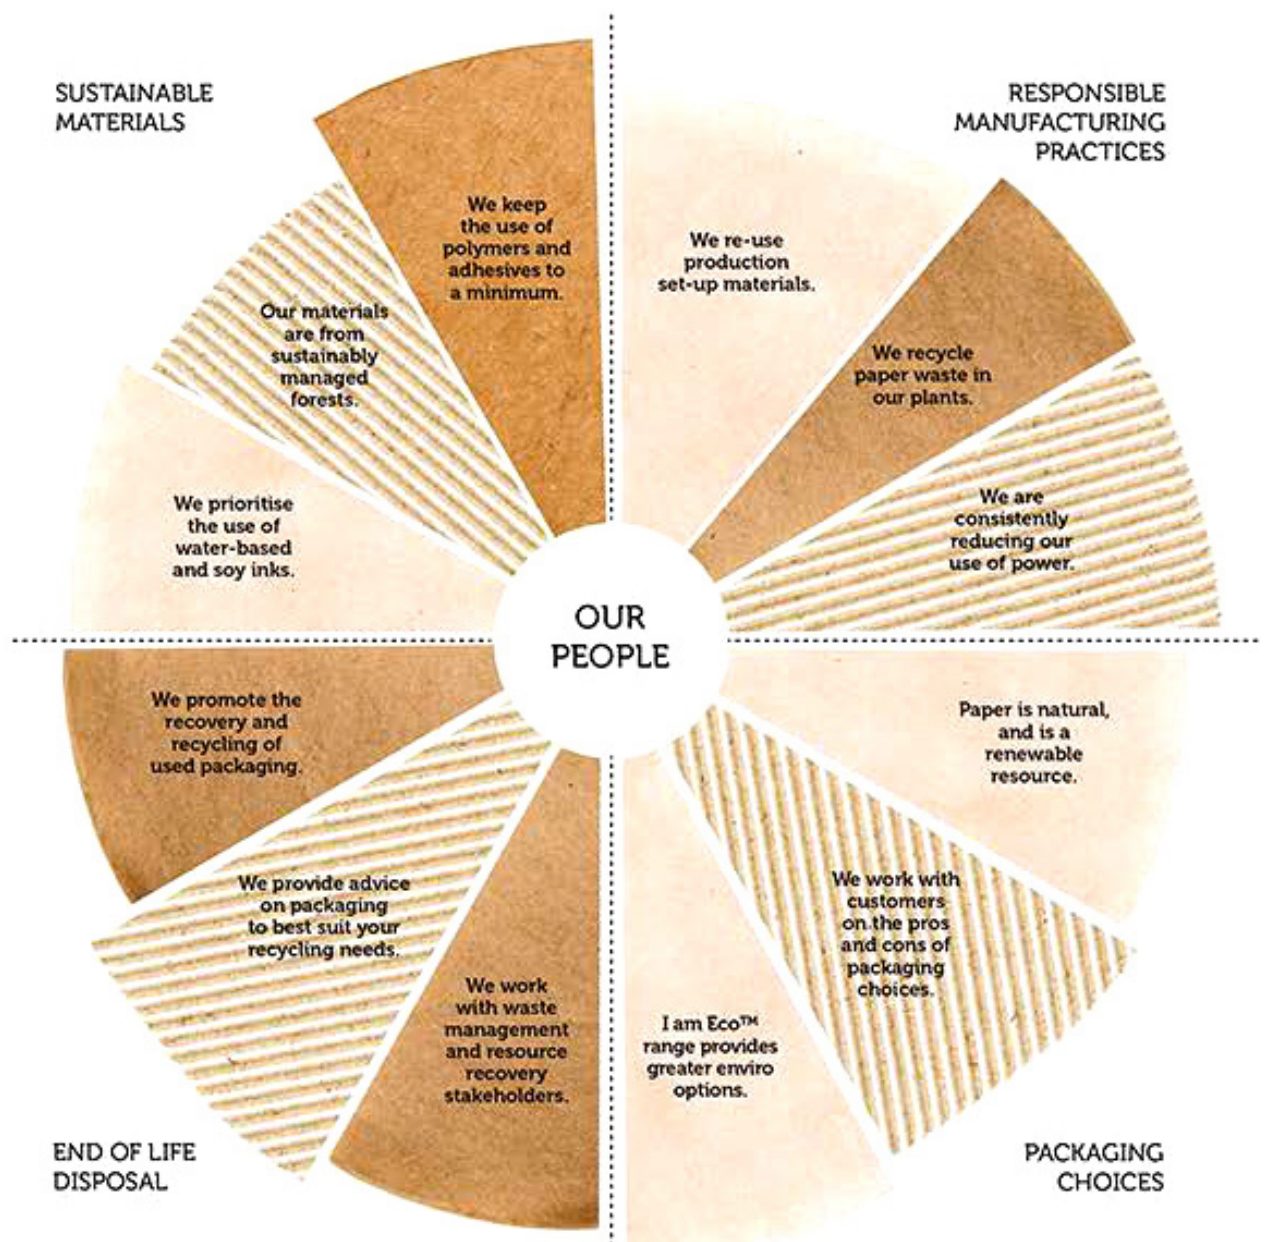 SUSTAINABLE
MATERIALS
We keep
the use of
polymers and
adhesives to
a minimum.
Our materials
are from
sustainably
managed
forests.
We prioritise
the use of
water-based
and soy inks.
RESPONSIBLE
MANUFACTURING
PRACTICES
We re-use
production
set-up materials.
We recycle
paper waste in
our plants.
We are
consistently
reducing our
use of power.
OUR
PEOPLE
We promote the
recovery and
recycling of
used packaging.
We provide advice
on packaging
to best suit your
recycling needs.
We work
with waste
management
and resource
recovery
stakeholders.
END OF LIFE
DISPOSAL
Paper is natural,
and is a
renewable
resource.
We work with
customers
on the pros
and cons of
packaging
choices.
I am Eco™
range provides
greater enviro
options.
PACKAGING
CHOICES